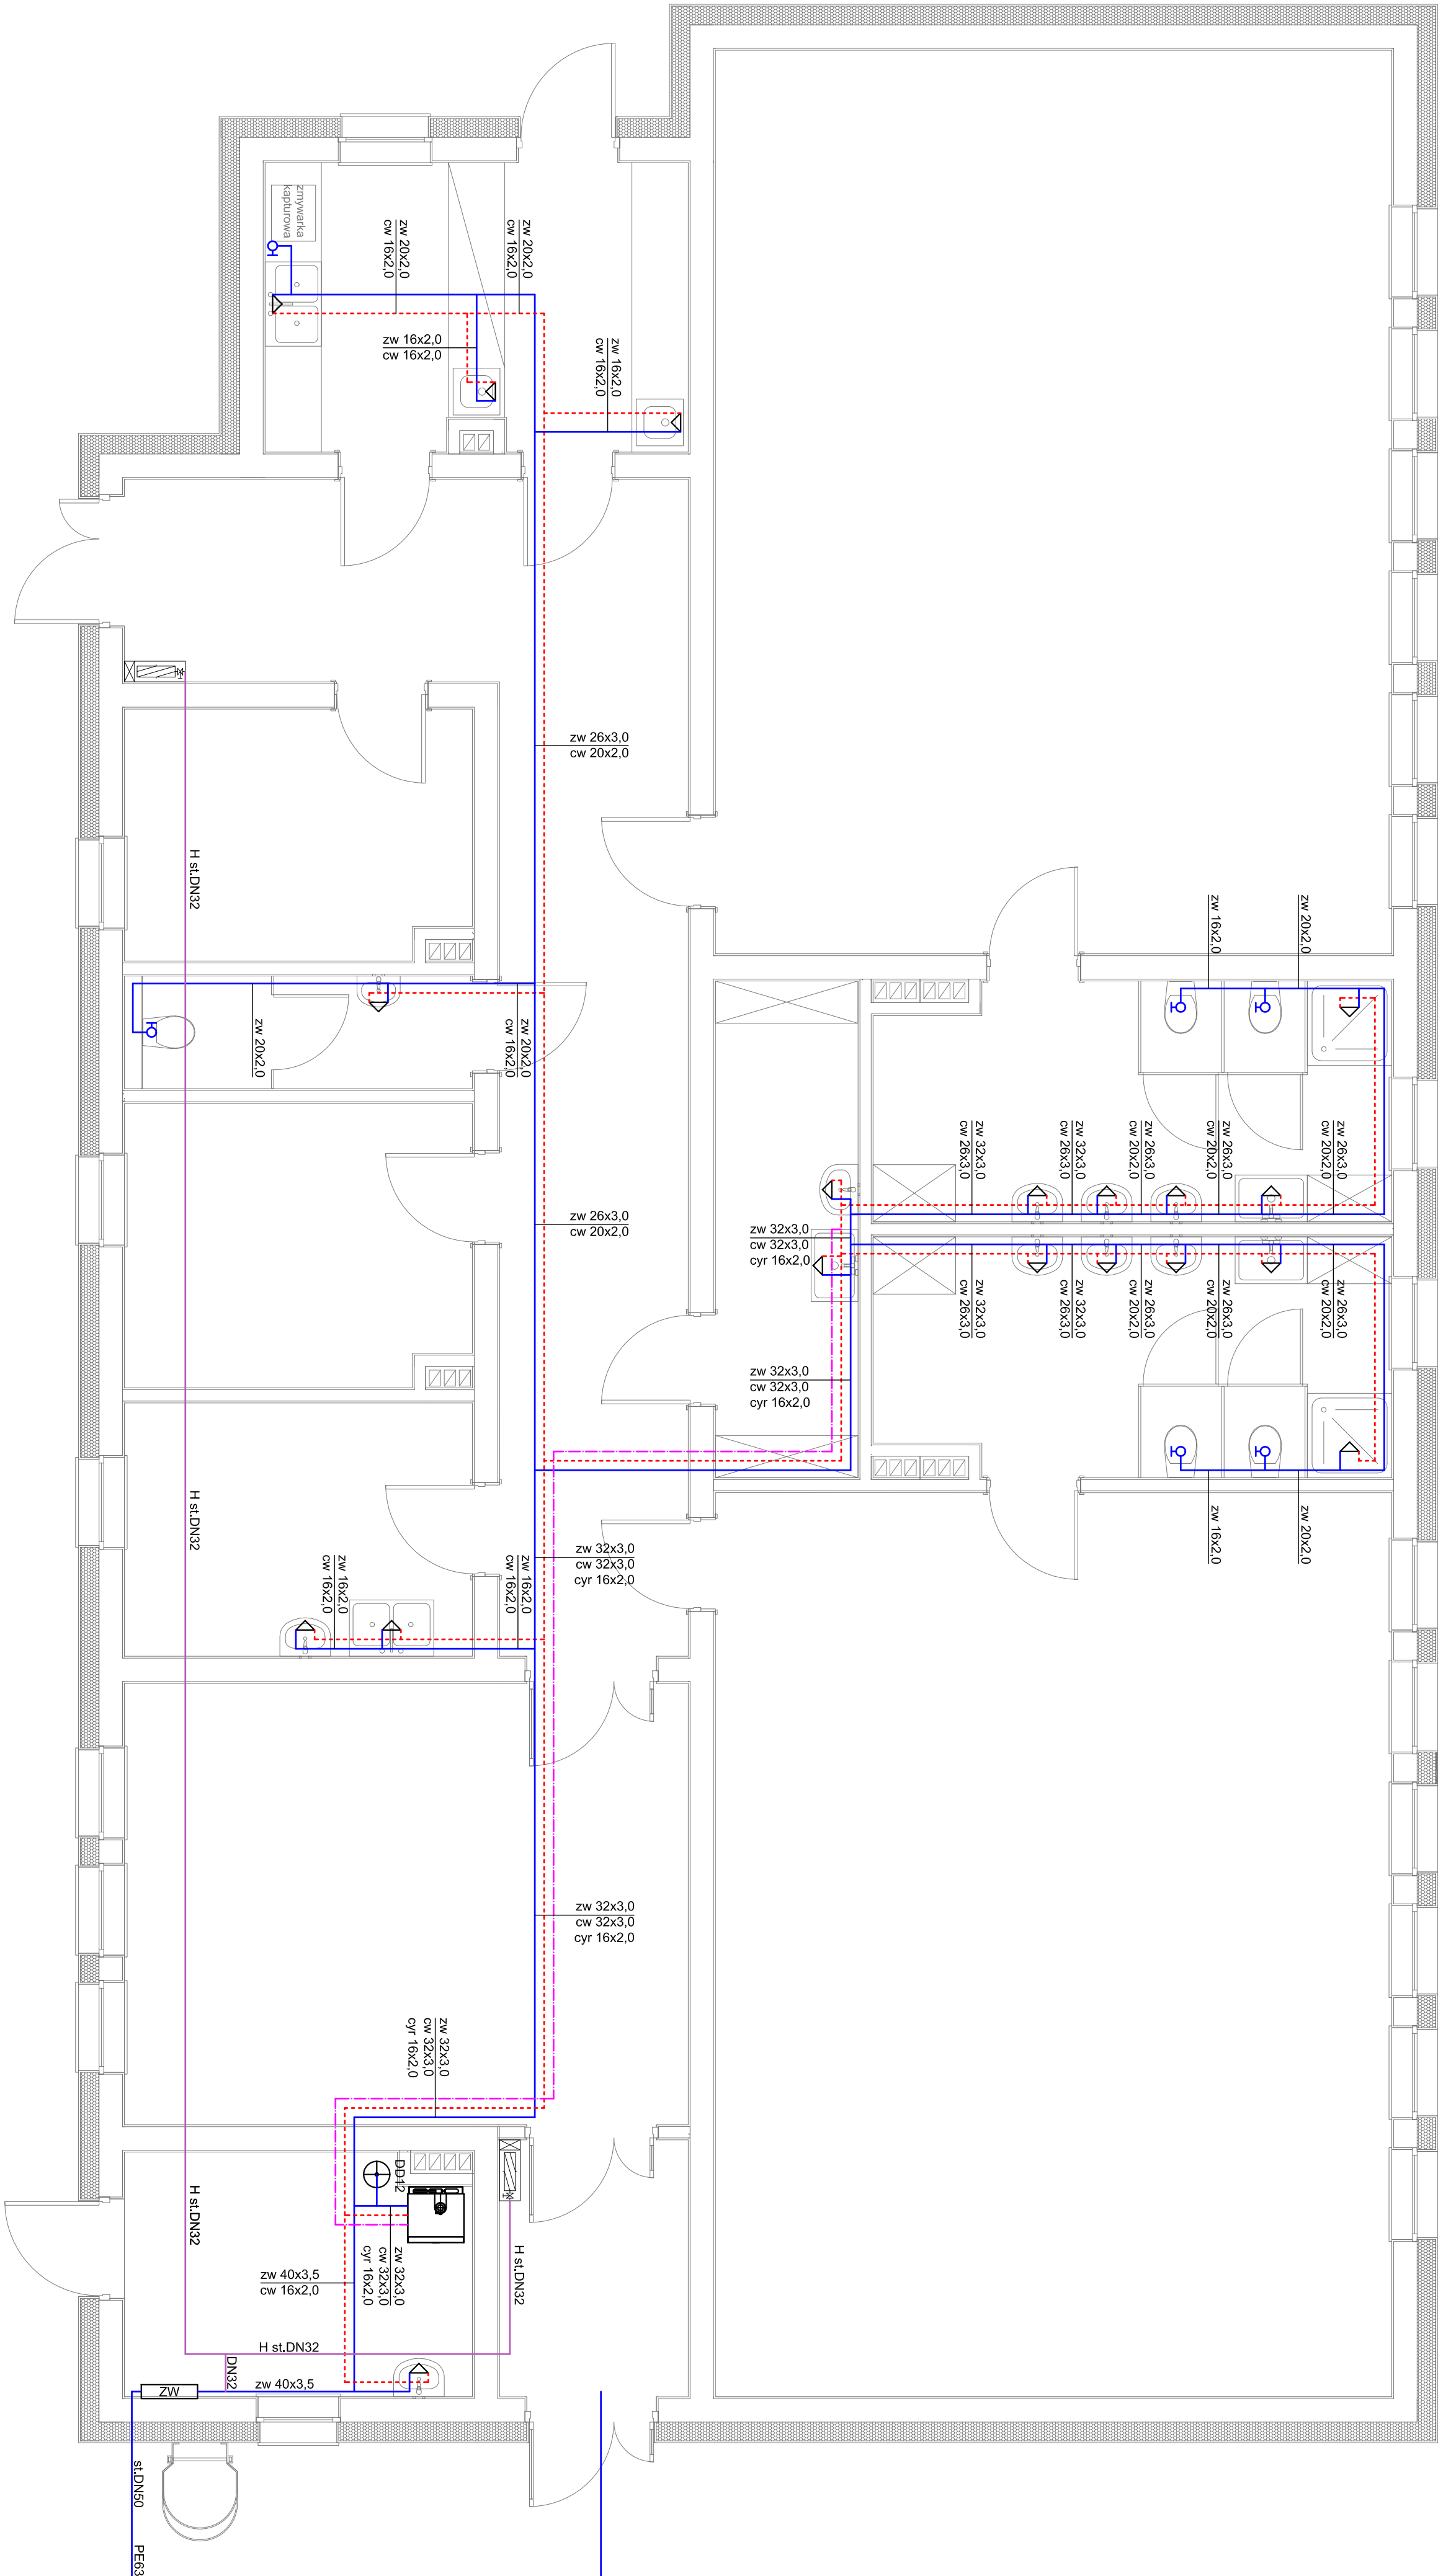 zmywarka
kapturowa
zw 20x2,0
cw 16x2,0
zw 20x2,0
cw 16x2,0
zw 16x2,0
cw 16x2,0
zw 16x2,0
cw 16x2,0
zw 26x3,0
cw 20x2,0
H st.DN32
zw 16x2,0
zw 20x2,0
zw 20x2,0
zw 20x2,0
cw 16x2,0
zw 32x3,0
cw 26x3,0
zw 32x3,0
cw 26x3,0
zw 26x3,0
cw 20x2,0
zw 26x3,0
cw 20x2,0
zw 26x3,0
cw 20x2,0
zw 26x3,0
cw 20x2,0
zw 32x3,0
cw 32x3,0
cyr 16x2,0
zw 32x3,0
cw 26x3,0
zw 32x3,0
cw 26x3,0
zw 26x3,0
cw 20x2,0
zw 26x3,0
cw 20x2,0
zw 26x3,0
cw 20x2,0
zw 32x3,0
cw 32x3,0
cyr 16x2,0
H st.DN32
zw 16x2,0
zw 20x2,0
zw 32x3,0
cw 32x3,0
cyr 16x2,0
zw 16x2,0
cw 16x2,0
zw 16x2,0
cw 16x2,0
zw 32x3,0
cw 32x3,0
cyr 16x2,0
zw 32x3,0
cw 32x3,0
cyr 16x2,0
DD12
H st.DN32
zw 32x3,0
cw 32x3,0
cyr 16x2,0
H st.DN32
zw 40x3,5
cw 16x2,0
H st.DN32
DN32
zw 40x3,5
ZW
st.DN50
PE63